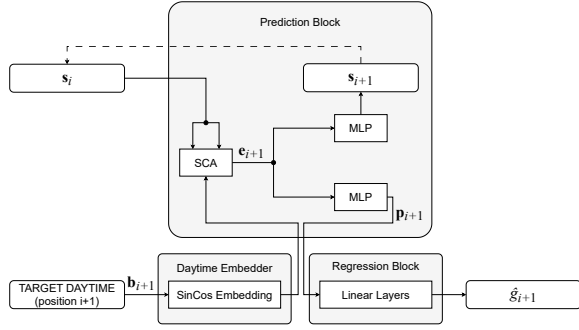 Prediction Block
s_i
s_{i+1}
MLP
e_{i+1}
SCA
MLP
p_{i+1}
Daytime Embedder
Regression Block
TARGET DAYTIME
(position i+1)
b_{i+1}
SinCos Embedding
Linear Layers
ĝ_{i+1}